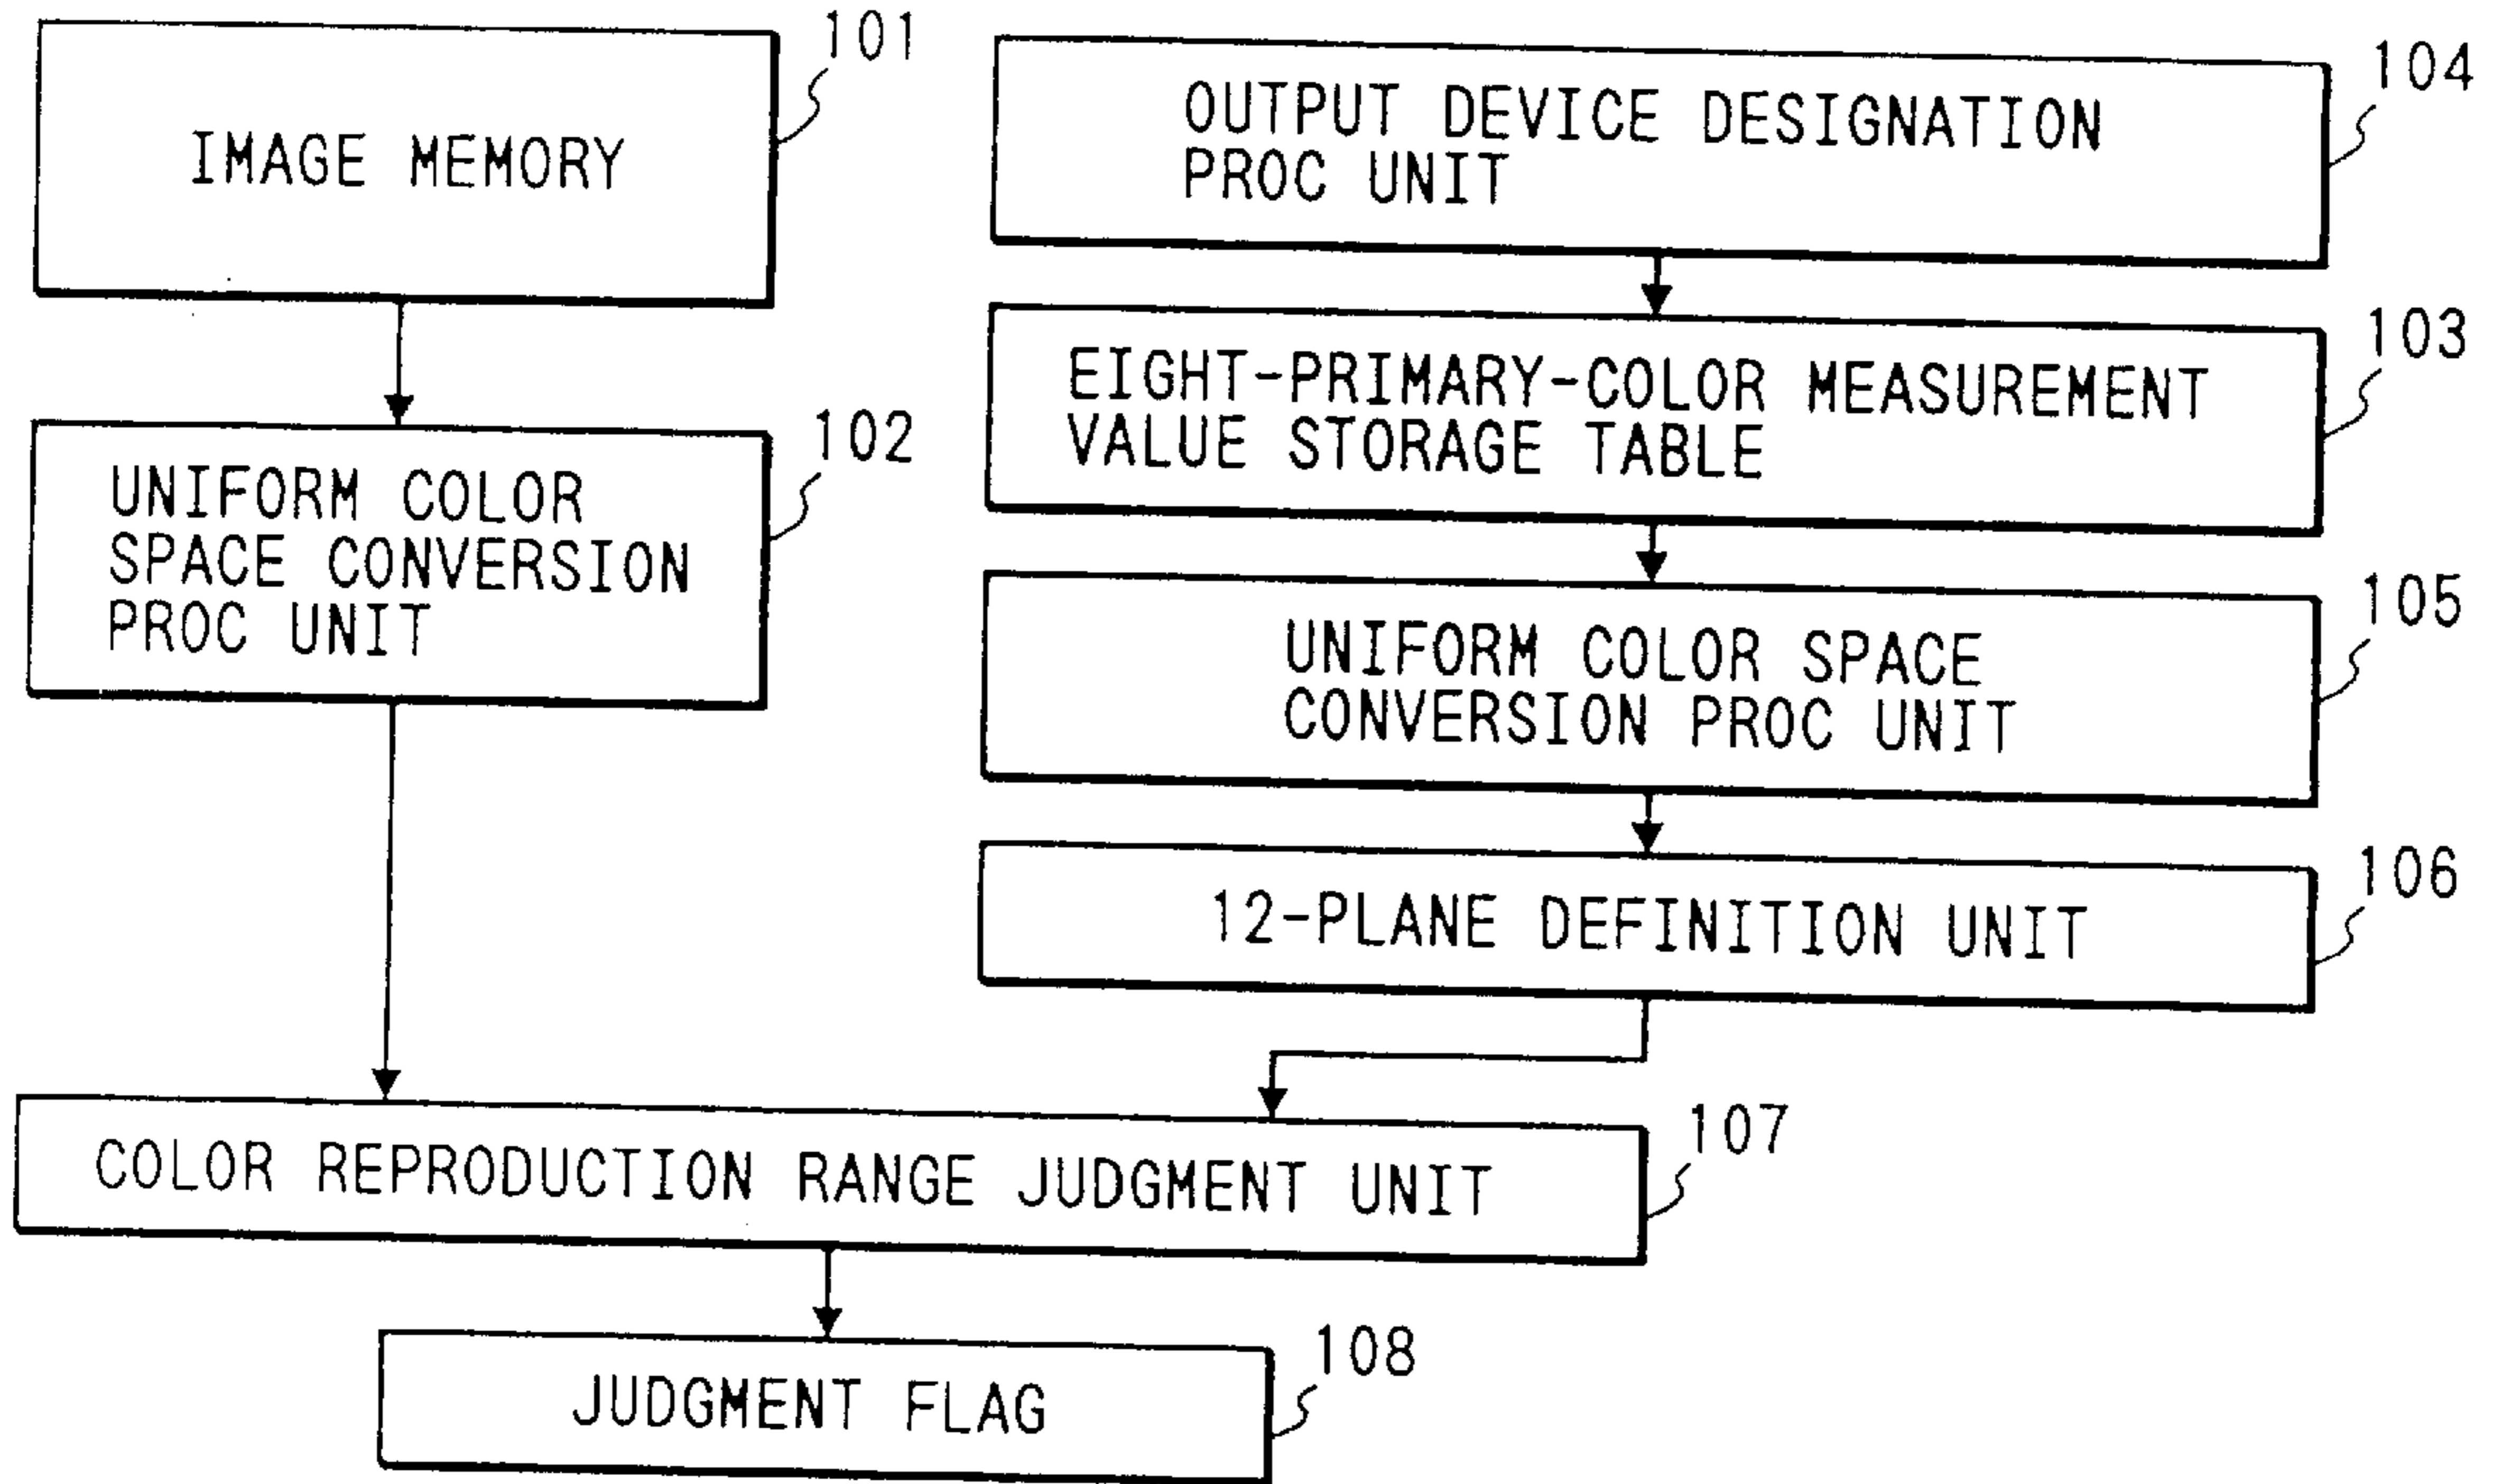 101
IMAGE MEMORY
102
UNIFORM COLOR
SPACE CONVERSION
PROC UNIT
104
OUTPUT DEVICE DESIGNATION
PROC UNIT
103
EIGHT-PRIMARY-COLOR MEASUREMENT
VALUE STORAGE TABLE
105
UNIFORM COLOR SPACE
CONVERSION PROC UNIT
106
12-PLANE DEFINITION UNIT
107
COLOR REPRODUCTION RANGE JUDGMENT UNIT
108
JUDGMENT FLAG